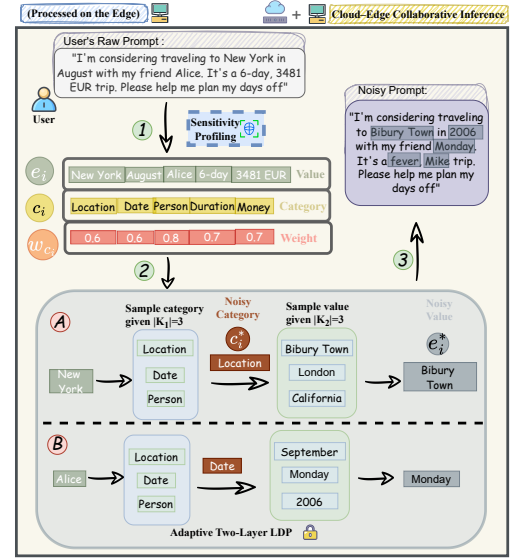 (Processed on the Edge)
+
Cloud–Edge Collaborative Inference
User's Raw Prompt :
"I'm considering traveling to New York in
August with my friend Alice. It's a 6-day, 3481
EUR trip. Please help me plan my days off"
User
1
Sensitivity
Profiling
Noisy Prompt:
"I'm considering traveling
to Bibury Town in 2006
with my friend Monday,
It's a fever, Mike trip.
Please help me plan my
days off"
e_i
New York August Alice 6-day 3481 EUR Value
c_i
Location Date Person Duration Money Category
w_{c_i}
0.6 0.6 0.8 0.7 0.7 Weight
2
3
A
Sample category
given |K₁|=3
Noisy
Category
Sample value
given |K₂|=3
Noisy
Value
c_i^*
e_i^*
New
York
Location
Date
Person
Location
Bibury Town
London
California
Bibury
Town
B
Alice
Location
Date
Person
Date
September
Monday
2006
Monday
Adaptive Two-Layer LDP